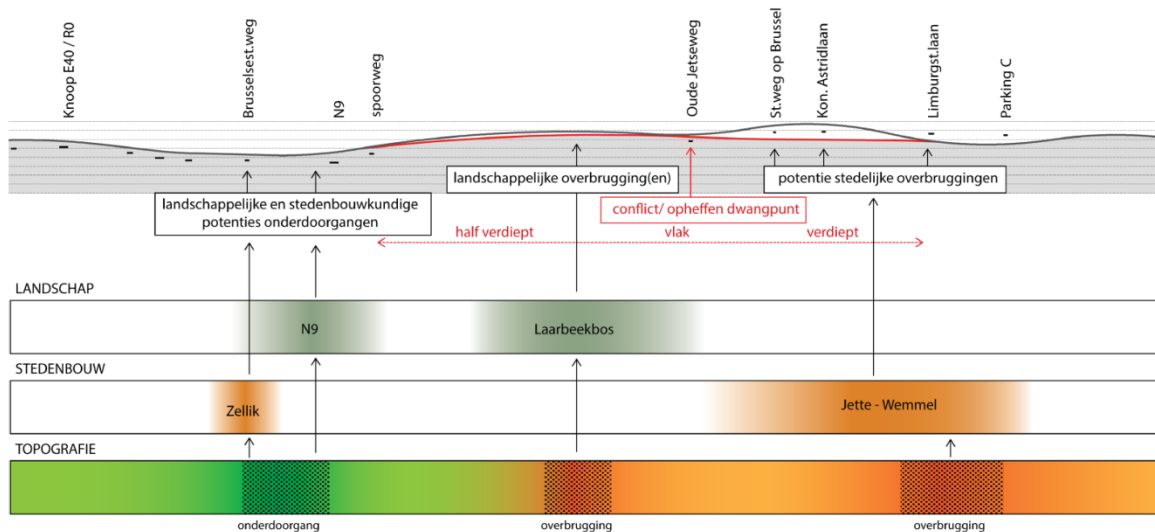 Knoop E40 / R0
Brusselsest.weg
N9
spoorweg
Oude Jetseweg
St.weg op Brussel
Kon. Astridlaan
Limburgst.laan
Parking C
landschappelijke en stedenbouwkundige
potenties onderdoorgangen
landschappelijke overbrugging(en)
potentie stedelijke overbruggingen
conflict/ opheffen dwangpunt
half verdiept
vlak
verdiept
LANDSCHAP
N9
Laarbeekbos
STEDENBOUW
Zellik
Jette - Wemmel
TOPOGRAFIE
onderdoorgang
overbrugging
overbrugging